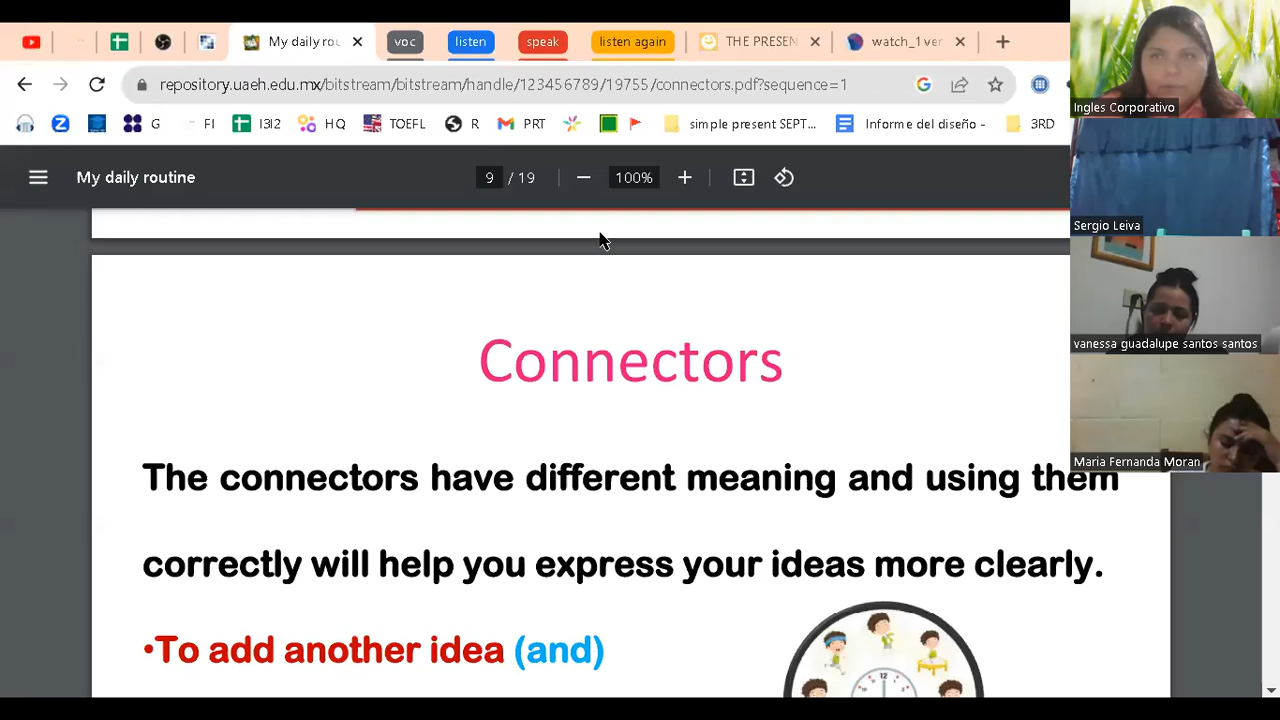 My daily rou
voc
listen
speak
listen again
THE PRESEN
watch_1 ver
repository.uaeh.edu.mx/bitstream/bitstream/handle/123456789/19755/connectors.pdf?sequence=1
G
FI
I3I2
HQ
TOEFL
R
PRT
simple present SEPT...
Informe del diseño -
3RD
My daily routine
9 / 19
100%
Connectors
The connectors have different meaning and using them
correctly will help you express your ideas more clearly.
•To add another idea (and)
12
Ingles Corporativo
Sergio Leiva
vanessa guadalupe santos santos
Maria Fernanda Moran